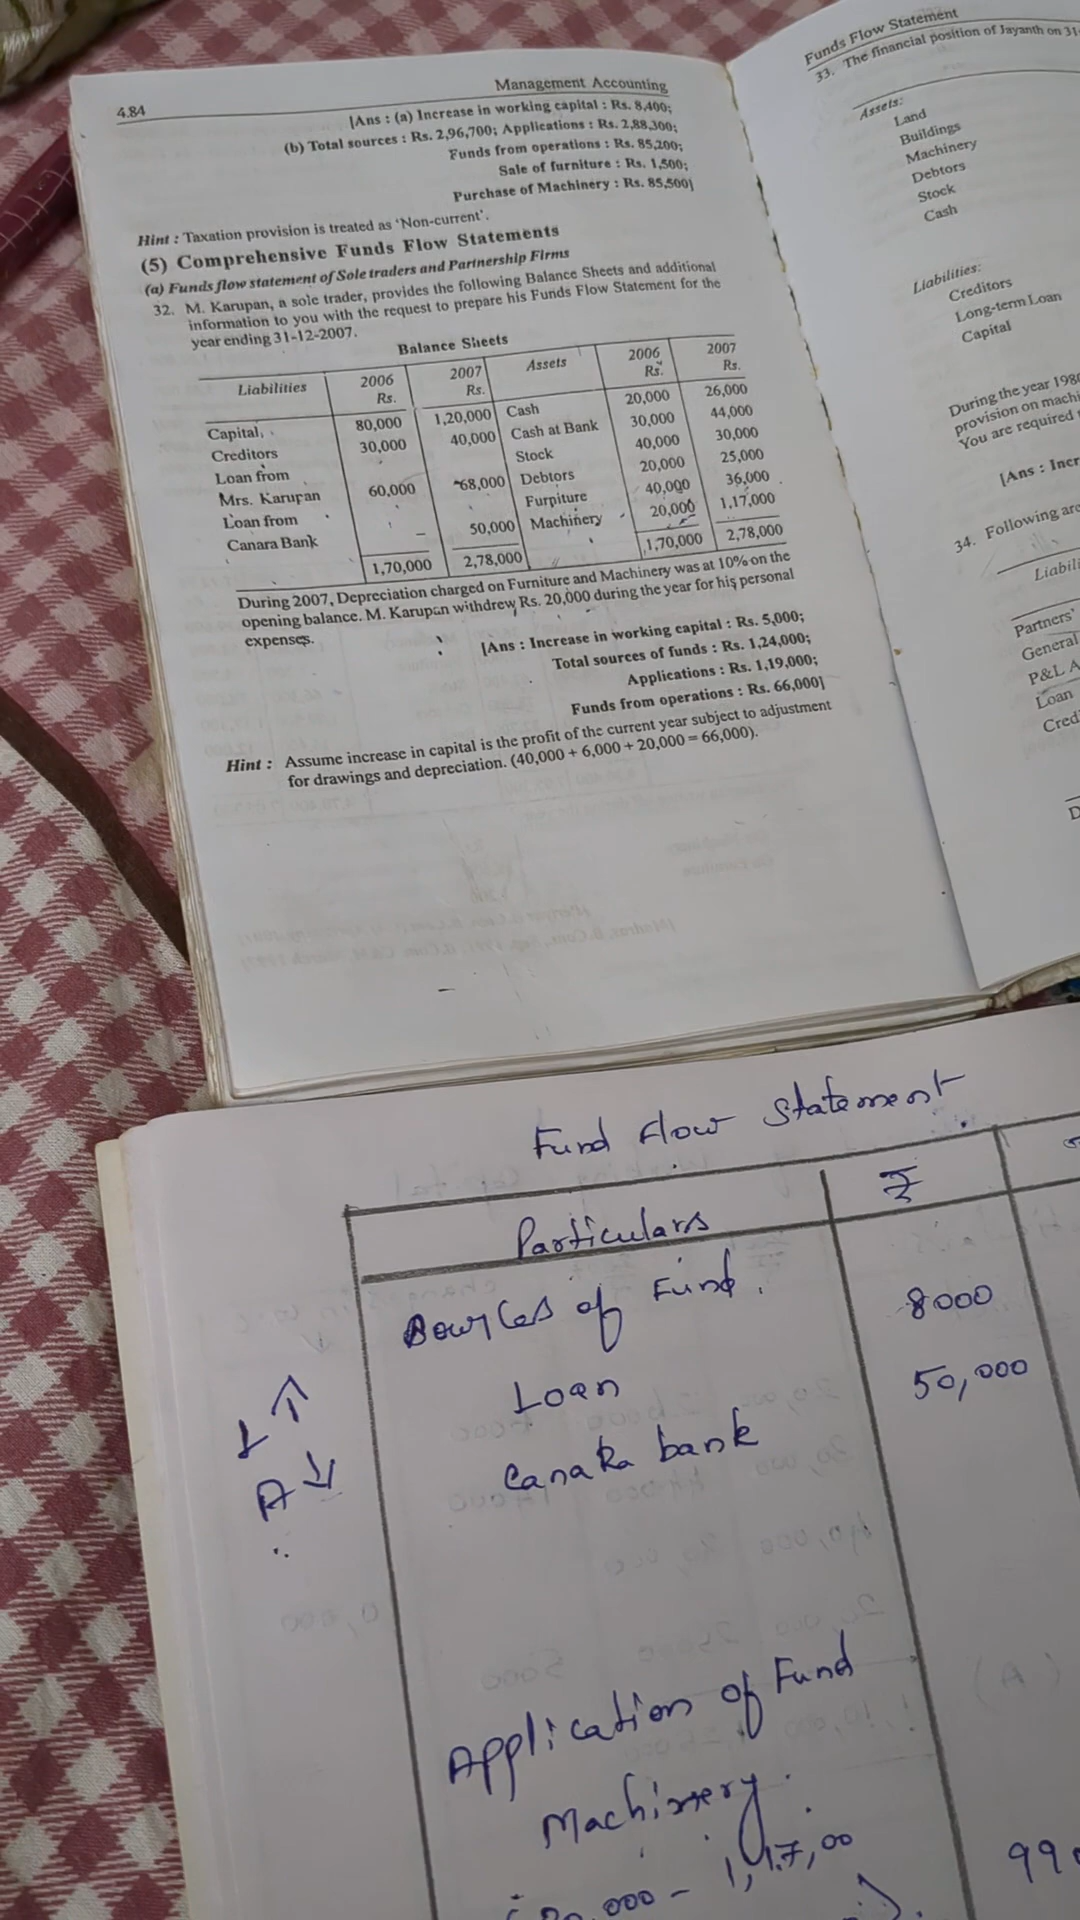 4.84
Management Accounting
[Ans : (a) Increase in working capital : Rs. 8,400;
(b) Total sources : Rs. 2,96,700; Applications : Rs. 2,88,300;
Funds from operations : Rs. 85,200;
Sale of furniture : Rs. 1,500;
Purchase of Machinery : Rs. 85,500]
Hint : Taxation provision is treated as 'Non-current'.
(5) Comprehensive Funds Flow Statements
(a) Funds flow statement of Sole traders and Partnership Firms
32. M. Karupan, a sole trader, provides the following Balance Sheets and additional
information to you with the request to prepare his Funds Flow Statement for the
year ending 31-12-2007.
Balance Sheets
Liabilities 2006 Rs. 2007 Rs. Assets 2006 Rs. 2007 Rs.
Capital 80,000 1,20,000 Cash 20,000 26,000
Creditors 30,000 40,000 Cash at Bank 30,000 44,000
Loan from Stock 40,000 30,000
Mrs. Karupan 60,000 68,000 Debtors 20,000 25,000
Loan from Furpiture 40,000 36,000
Canara Bank – 50,000 Machinery 20,000 1,17,000
1,70,000 2,78,000 1,70,000 2,78,000
During 2007, Depreciation charged on Furniture and Machinery was at 10% on the
opening balance. M. Karupan withdrew Rs. 20,000 during the year for his personal
expenses.
[Ans : Increase in working capital : Rs. 5,000;
Total sources of funds : Rs. 1,24,000;
Applications : Rs. 1,19,000;
Funds from operations : Rs. 66,000]
Hint : Assume increase in capital is the profit of the current year subject to adjustment
for drawings and depreciation. (40,000 + 6,000 + 20,000 = 66,000).
Funds Flow Statement
33. The financial position of Jayanth on 31-
Assets:
Land
Buildings
Machinery
Debtors
Stock
Cash
Liabilities:
Creditors
Long-term Loan
Capital
During the year 198
provision on machi
You are required
[Ans : Incr
34. Following are
Liabili
Partners'
General
P&L A
Loan
Cred
Fund flow statement
Particulars ₹
Sources of Fund.
Loan 8000
Canara bank 50,000
L ↑
A ↓
Application of Fund
Machinery
000 – 1,17,00
99